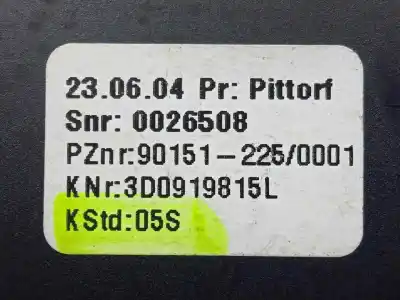 23.06.04 Pr: Pittorf
Snr: 0026508
PZnr:90151-225/0001
KNr:3D0919815L
KStd:05S